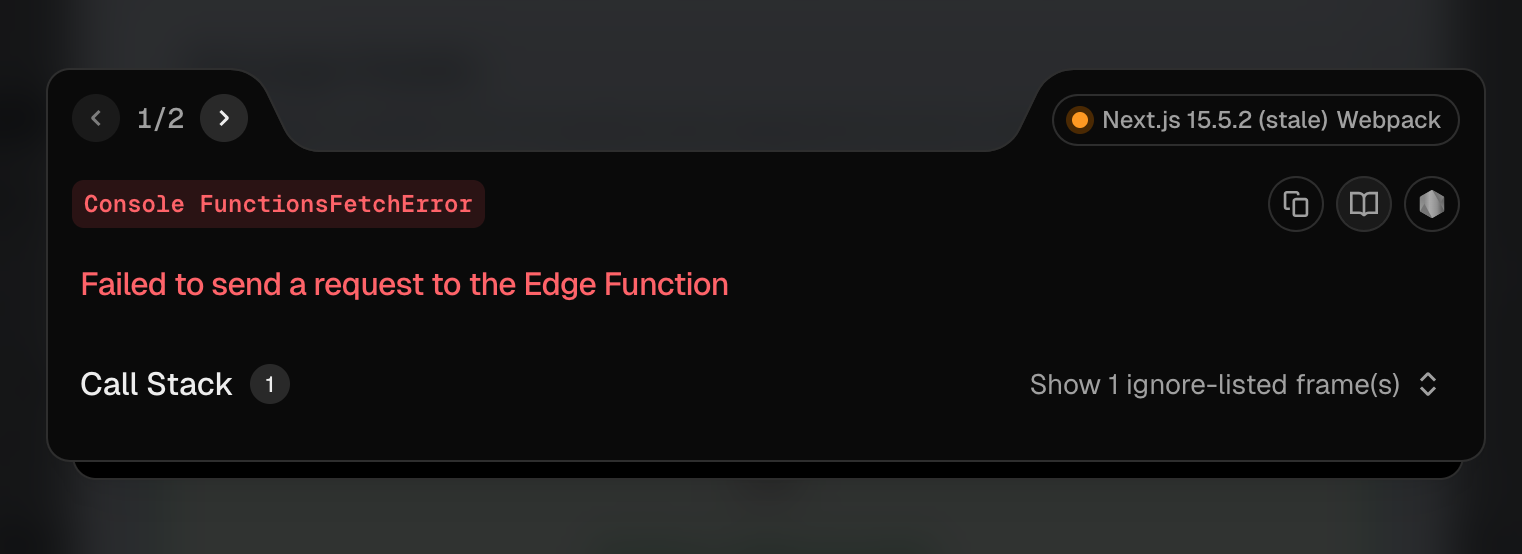 1/2
Next.js 15.5.2 (stale) Webpack
Console FunctionsFetchError
Failed to send a request to the Edge Function
Call Stack 1
Show 1 ignore-listed frame(s)